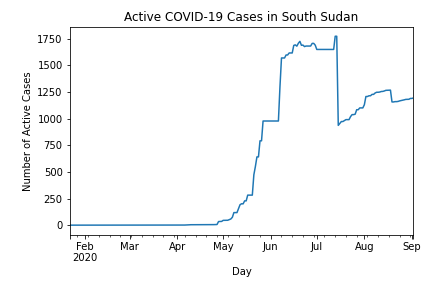 Active COVID-19 Cases in South Sudan
Number of Active Cases
1750
1500
1250
1000
750
500
250
0
Feb Mar Apr May Jun Jul Aug Sep
2020
Day